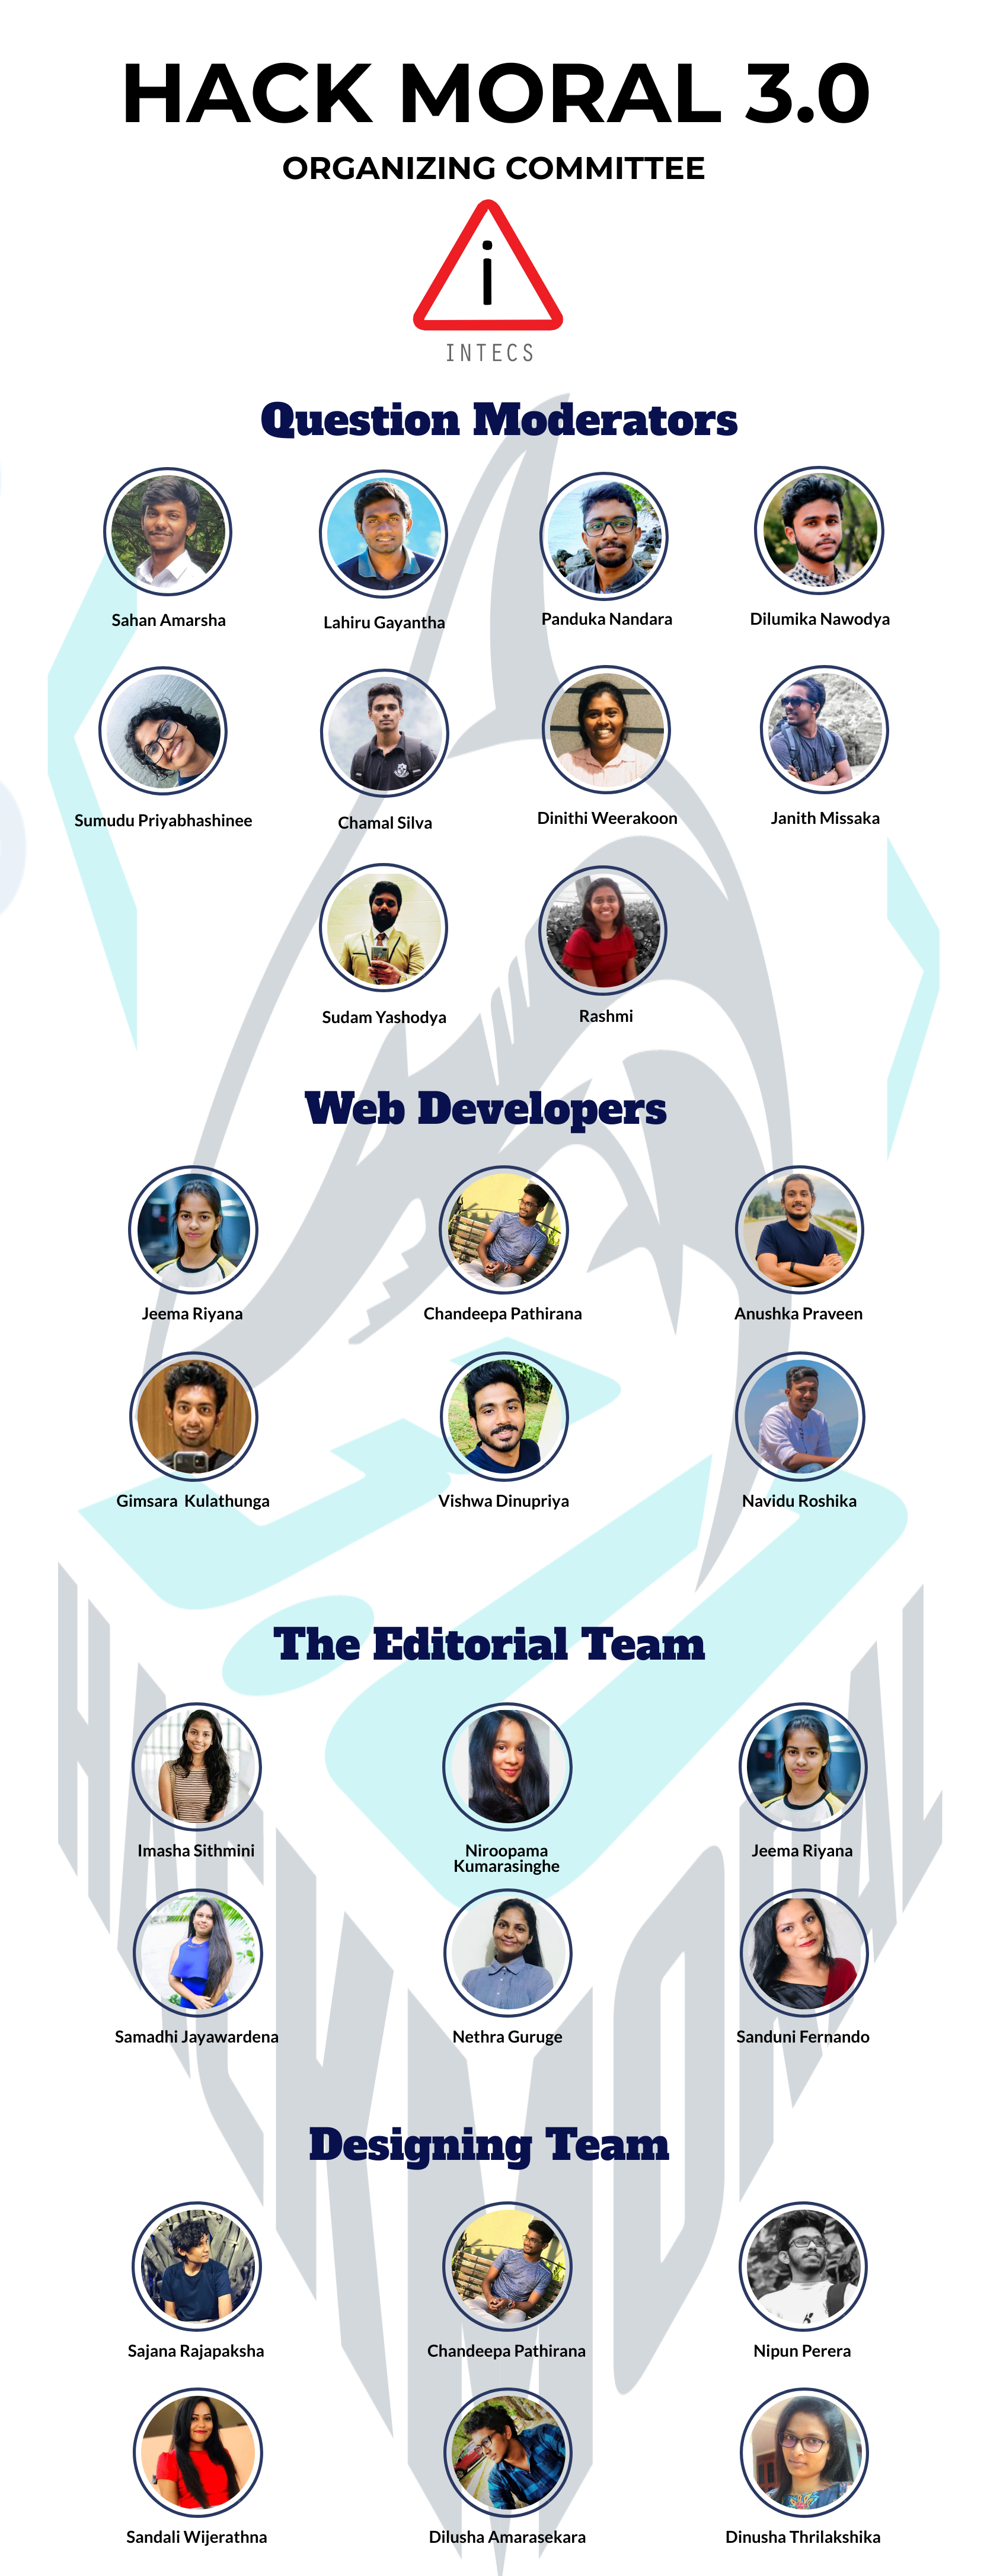 HACK MORAL 3.0
ORGANIZING COMMITTEE
i
INTECS
Question Moderators
Sahan Amarsha
Lahiru Gayantha
Panduka Nandara
Dilumika Nawodya
Sumudu Priyabhashinee
Chamal Silva
Dinithi Weerakoon
Janith Missaka
Sudam Yashodya
Rashmi
Web Developers
Jeema Riyana
Chandeepa Pathirana
Anushka Praveen
Gimsara Kulathunga
Vishwa Dinupriya
Navidu Roshika
The Editorial Team
Imasha Sithmini
Niroopama
Kumarasinghe
Jeema Riyana
Samadhi Jayawardena
Nethra Guruge
Sanduni Fernando
Designing Team
Sajana Rajapaksha
Chandeepa Pathirana
Nipun Perera
Sandali Wijerathna
Dilusha Amarasekara
Dinusha Thrilakshika
HACKMORAL